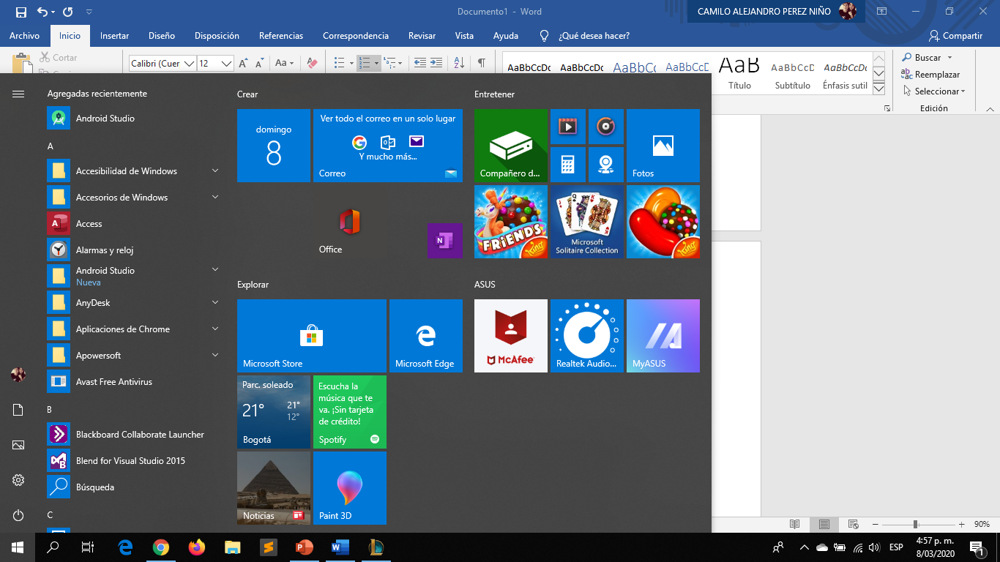 Documento1 - Word
CAMILO ALEJANDRO PEREZ NIÑO
Archivo
Inicio
Insertar
Diseño
Disposición
Referencias
Correspondencia
Revisar
Vista
Ayuda
¿Qué desea hacer?
Compartir
Cortar
Calibri (Cuer
12
Aa
AaBbCcDc
AaBbCcDc
AaBbCc
AaBbCcD
AaB
AaBbCcD
AaBbCcDc
Título
Subtítulo
Énfasis sutil
Buscar
Reemplazar
Seleccionar
Edición
Agregadas recientemente
Android Studio
A
Accesibilidad de Windows
Accesorios de Windows
Access
Alarmas y reloj
Android Studio
Nueva
AnyDesk
Aplicaciones de Chrome
Apowersoft
Avast Free Antivirus
B
Blackboard Collaborate Launcher
Blend for Visual Studio 2015
Búsqueda
C
Crear
domingo
8
Ver todo el correo en un solo lugar
Y mucho más...
Correo
Office
Explorar
Microsoft Store
Microsoft Edge
Parc. soleado
21°
21°
12°
Bogotá
Escucha la
música que te
va. ¡Sin tarjeta
de crédito!
Spotify
Noticias
Paint 3D
Entretener
Compañero d...
Fotos
FRIENDS
King
Microsoft
Solitaire Collection
King
ASUS
McAfee
Realtek Audio...
MyASUS
90%
ESP
4:57 p. m.
8/03/2020
1